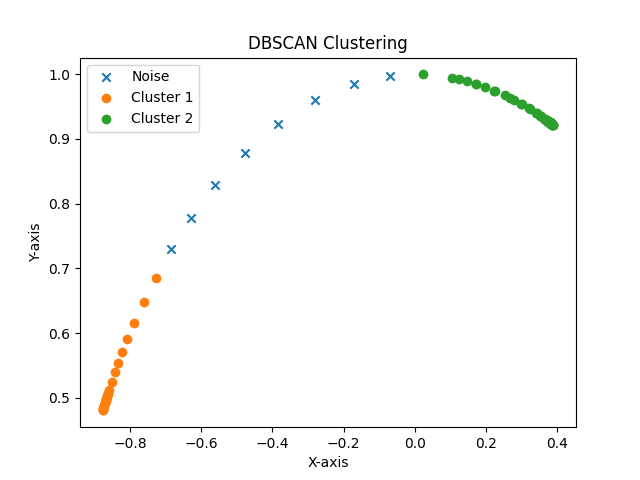 DBSCAN Clustering
Noise
Cluster 1
Cluster 2
1.0
0.9
0.8
0.7
0.6
0.5
Y-axis
−0.8 −0.6 −0.4 −0.2 0.0 0.2 0.4
X-axis